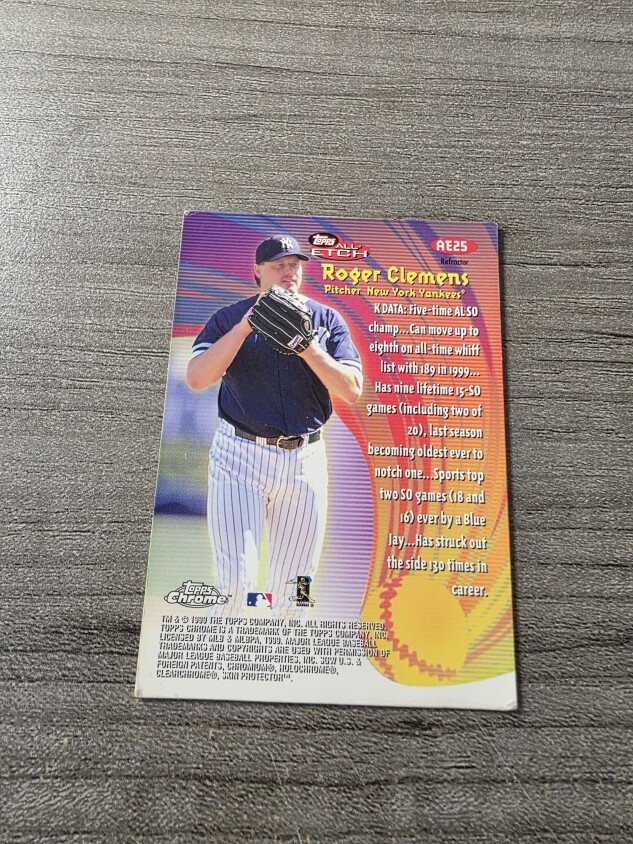 Topps ALL-
ETCH
AE25
Refractor
Roger Clemens
Pitcher New York Yankees
K DATA: Five-time AL SO
champ...Can move up to
eighth on all-time whiff
list with 189 in 1999...
Has nine lifetime 15-SO
games (including two of
20), last season
becoming oldest ever to
notch one...Sports top
two SO games (18 and
16) ever by a Blue
Jay...Has struck out
the side 130 times in
career.
Topps
Chrome
TM & © 1999 THE TOPPS COMPANY, INC. ALL RIGHTS RESERVED.
TOPPS CHROME IS A TRADEMARK OF THE TOPPS COMPANY, INC.
LICENSED BY MLB & MLBPA, 1999. MAJOR LEAGUE BASEBALL
TRADEMARKS AND COPYRIGHTS ARE USED WITH PERMISSION OF
MAJOR LEAGUE BASEBALL PROPERTIES, INC. SOW U.S. &
FOREIGN PATENTS, CHROMIUM®, HOLOCHROME®,
CLEARCHROME®, SKIN PROTECTOR™.